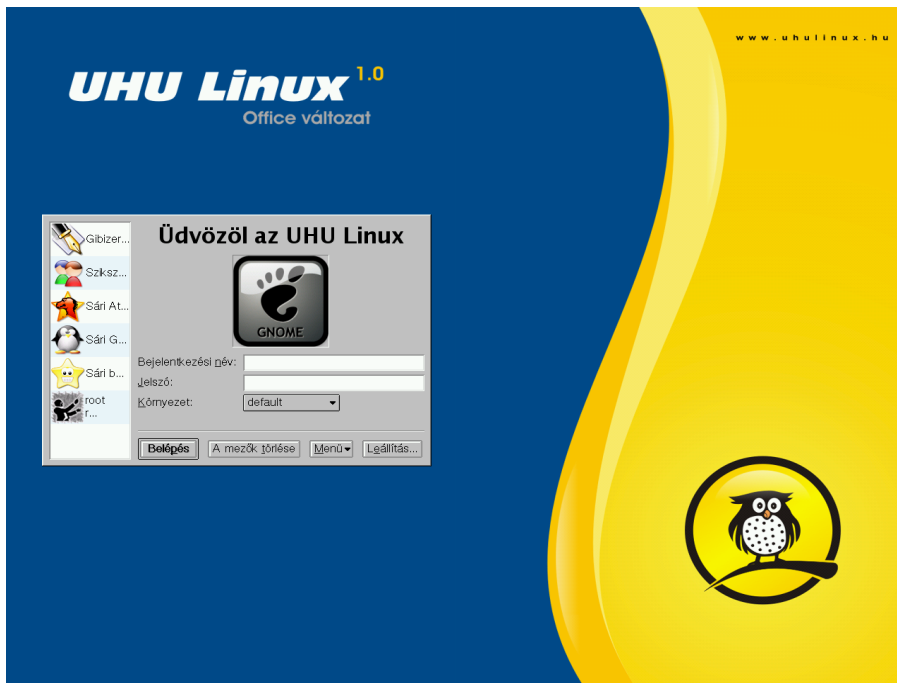 www.uhulinux.hu
UHU Linux 1.0
Office változat
Üdvözöl az UHU Linux
Gibizer...
Sziksz...
Sári At...
Sári G...
Sári b...
root
r...
GNOME
Bejelentkezési név:
Jelszó:
Környezet: default
Belépés A mezők törlése Menü Leállítás...